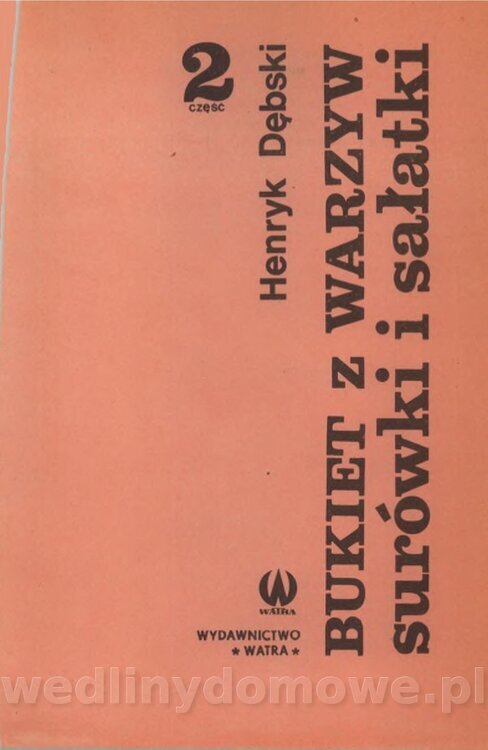 2
część
Henryk Dębski
BUKIET z WARZYW
surówki i sałatki
WATRA
WYDAWNICTWO
* WATRA *
wedlinydomowe.pl